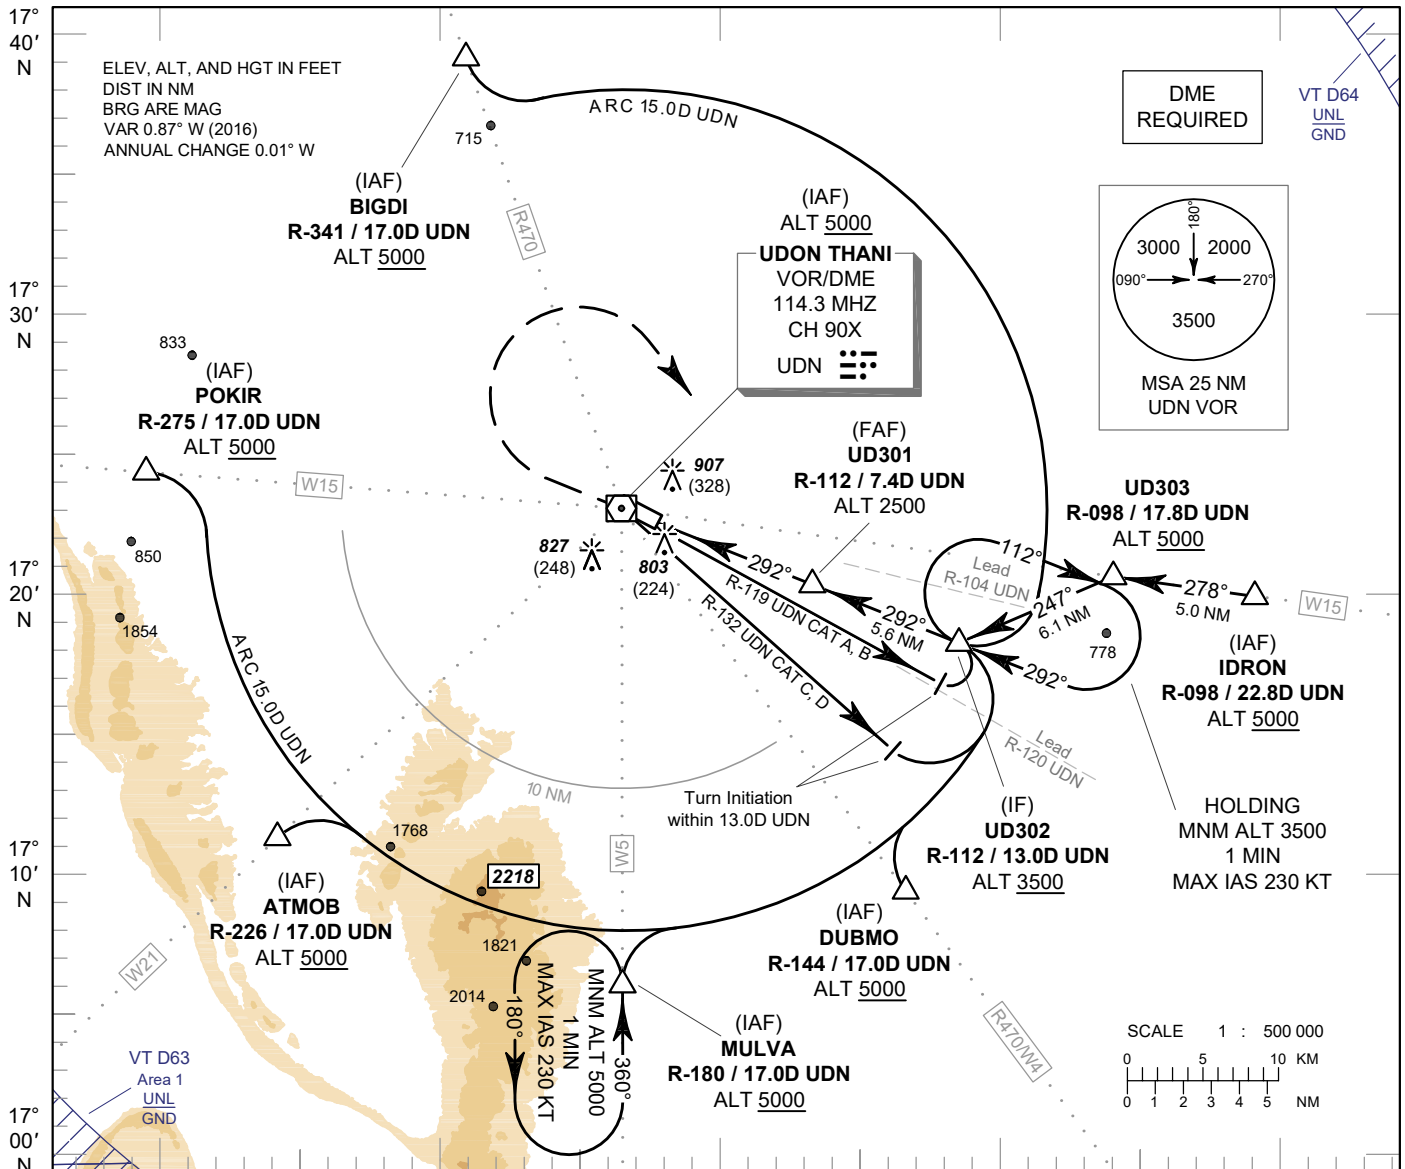 17°
40′
N
ELEV, ALT, AND HGT IN FEET
DIST IN NM
BRG ARE MAG
VAR 0.87° W (2016)
ANNUAL CHANGE 0.01° W
ARC 15.0D UDN
DME
REQUIRED
VT D64
UNL
GND
715
(IAF)
BIGDI
R-341 / 17.0D UDN
ALT 5000
R470
(IAF)
ALT 5000
UDON THANI
VOR/DME
114.3 MHZ
CH 90X
UDN
180°
3000
2000
090°
270°
3500
MSA 25 NM
UDN VOR
17°
30′
N
833
(IAF)
POKIR
R-275 / 17.0D UDN
ALT 5000
W15
907
(328)
827
(248)
803
(224)
(FAF)
UD301
R-112 / 7.4D UDN
ALT 2500
UD303
R-098 / 17.8D UDN
ALT 5000
850
17°
20′
N
1854
292°
R-119 UDN CAT A, B
R-132 UDN CAT C, D
292°
5.6 NM
112°
Lead
R-104 UDN
247°
6.1 NM
278°
5.0 NM
W15
778
292°
(IAF)
IDRON
R-098 / 22.8D UDN
ALT 5000
ARC 15.0D UDN
Lead
R-120 UDN
10 NM
Turn Initiation
within 13.0D UDN
(IF)
UD302
R-112 / 13.0D UDN
ALT 3500
HOLDING
MNM ALT 3500
1 MIN
MAX IAS 230 KT
17°
10′
N
1768
W5
2218
(IAF)
ATMOB
R-226 / 17.0D UDN
ALT 5000
W21
1821
2014
(IAF)
DUBMO
R-144 / 17.0D UDN
ALT 5000
180°
MAX IAS 230 KT
1 MIN
MNM ALT 5000
360°
(IAF)
MULVA
R-180 / 17.0D UDN
ALT 5000
R470/W4
SCALE 1 : 500 000
0 5 10 KM
0 1 2 3 4 5 NM
VT D63
Area 1
UNL
GND
17°
00′
N